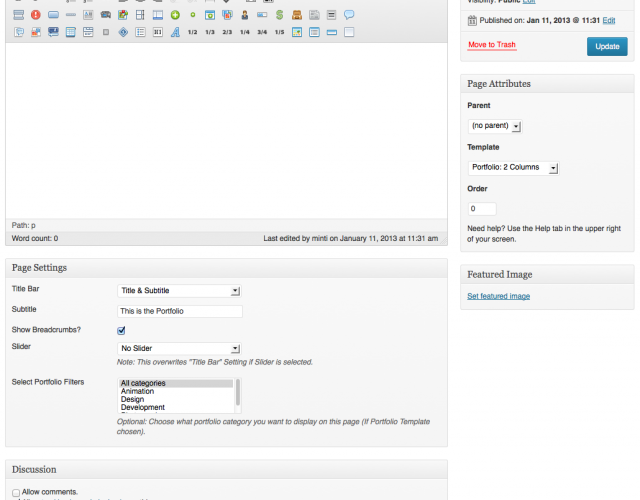 Visibility: Public Edit
Published on: Jan 11, 2013 @ 11:31 Edit
Move to Trash
Update
H1
1/2 1/3 2/3 1/4 3/4 1/5
Path: p
Word count: 0
Last edited by minti on January 11, 2013 at 11:31 am
Page Attributes
Parent
(no parent)
Template
Portfolio: 2 Columns
Order
0
Need help? Use the Help tab in the upper right
of your screen.
Featured Image
Set featured image
Page Settings
Title Bar
Title & Subtitle
Subtitle
This is the Portfolio
Show Breadcrumbs?
Slider
No Slider
Note: This overwrites "Title Bar" Setting if Slider is selected.
Select Portfolio Filters
All categories
Animation
Design
Development
Optional: Choose what portfolio category you want to display on this page (If Portfolio Template
chosen).
Discussion
Allow comments.